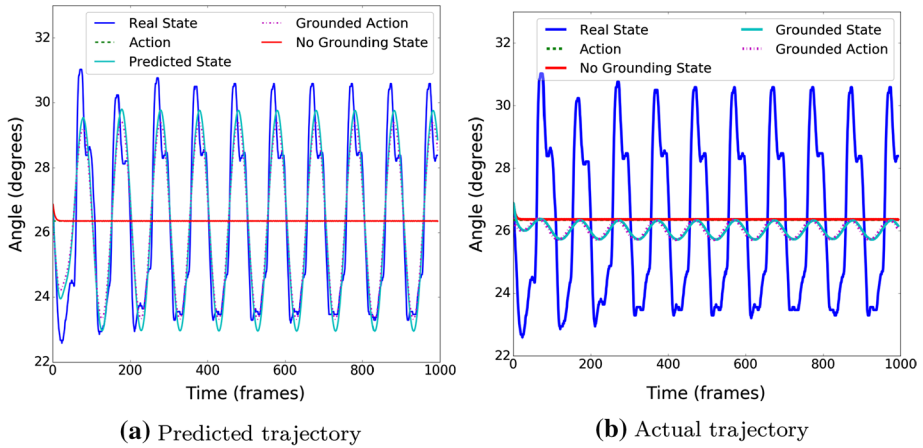 Real State
Action
Predicted State
Grounded Action
No Grounding State
32
30
28
26
24
22
0
200
400
600
800
1000
Angle (degrees)
Time (frames)
(a) Predicted trajectory
Real State
Action
No Grounding State
Grounded State
Grounded Action
32
30
28
26
24
22
0
200
400
600
800
1000
Angle (degrees)
Time (frames)
(b) Actual trajectory